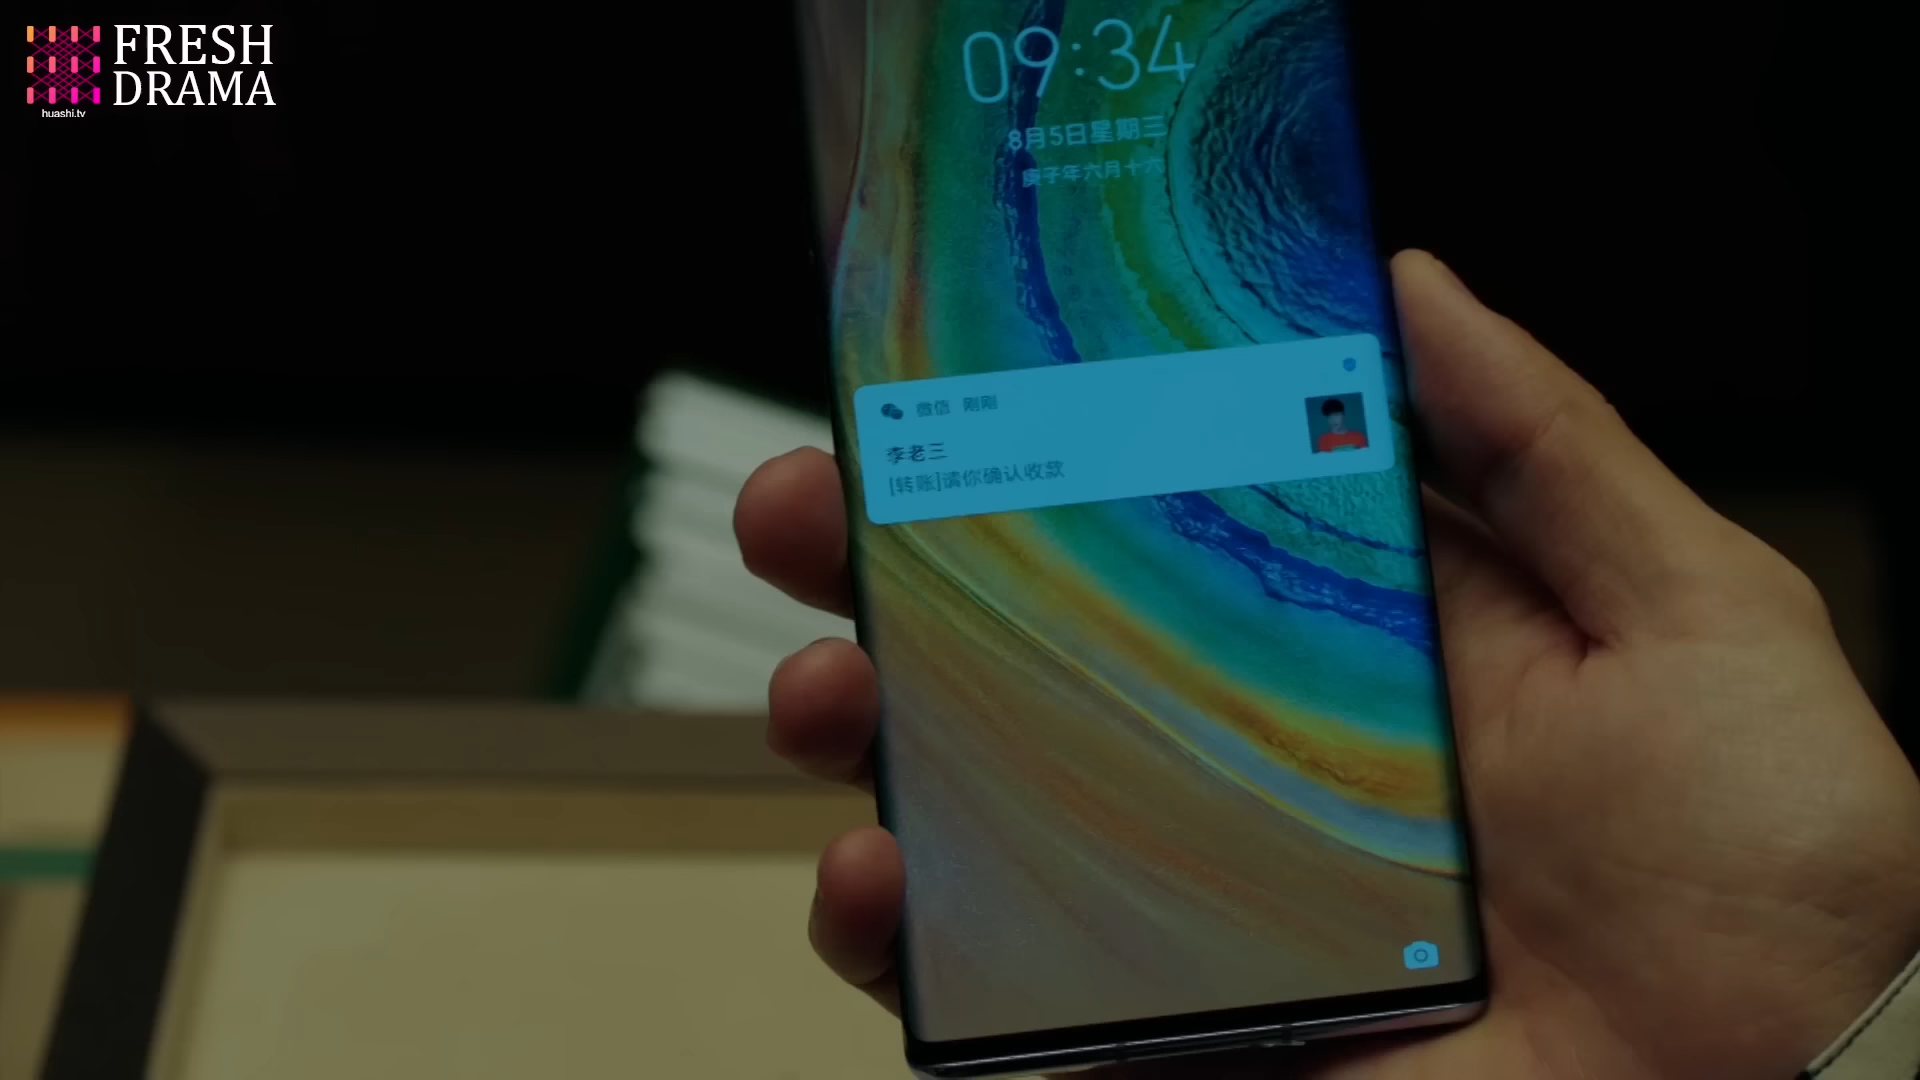 FRESH
DRAMA
huashi.tv
09:34
8月5日星期三
庚子年六月十六
微信 刚刚
李老三
[转账]请你确认收款